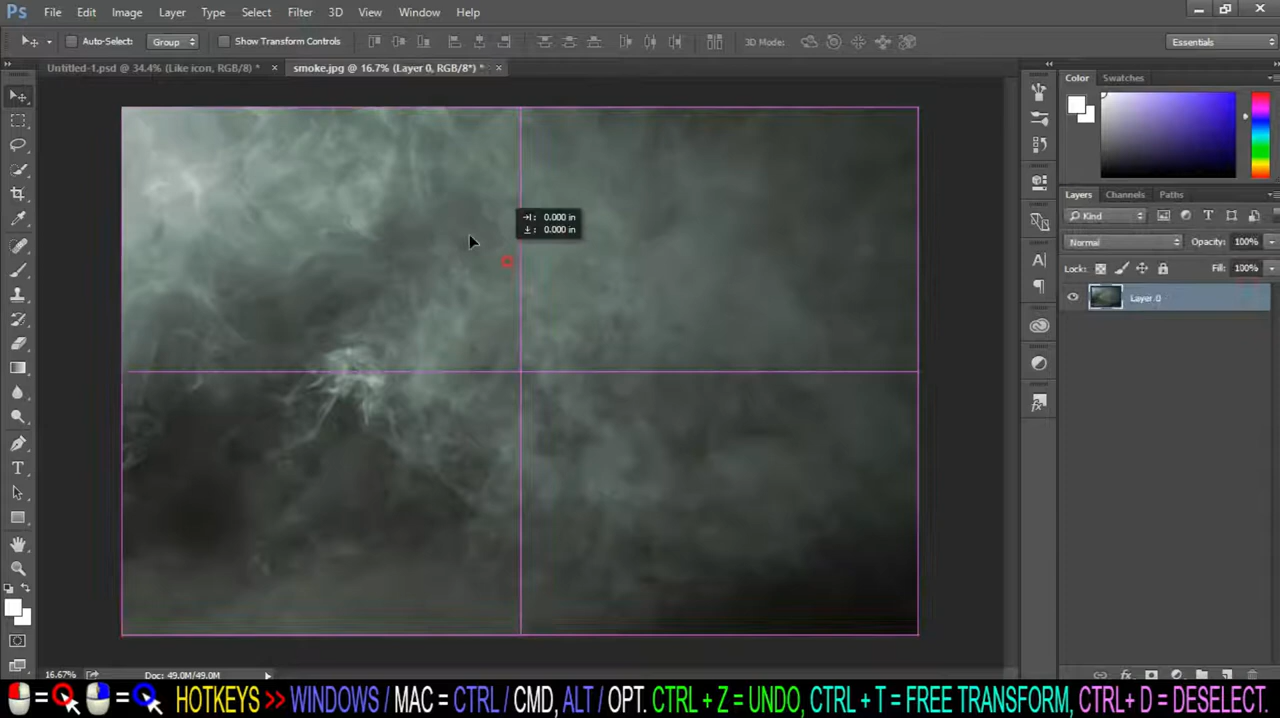 Ps File Edit Image Layer Type Select Filter 3D View Window Help
Auto-Select: Group Show Transform Controls 3D Mode: Essentials
Untitled-1.psd @ 34.4% (Like icon, RGB/8) * × smoke.jpg @ 16.7% (Layer 0, RGB/8*) * ×
Color Swatches
Layers Channels Paths
Kind
Normal Opacity: 100%
Lock: Fill: 100%
Layer 0
0.000 in
0.000 in
T
16.67% Doc: 49.0M/49.0M
= = HOTKEYS >> WINDOWS / MAC = CTRL / CMD, ALT / OPT. CTRL + Z = UNDO, CTRL + T = FREE TRANSFORM, CTRL+ D = DESELECT.